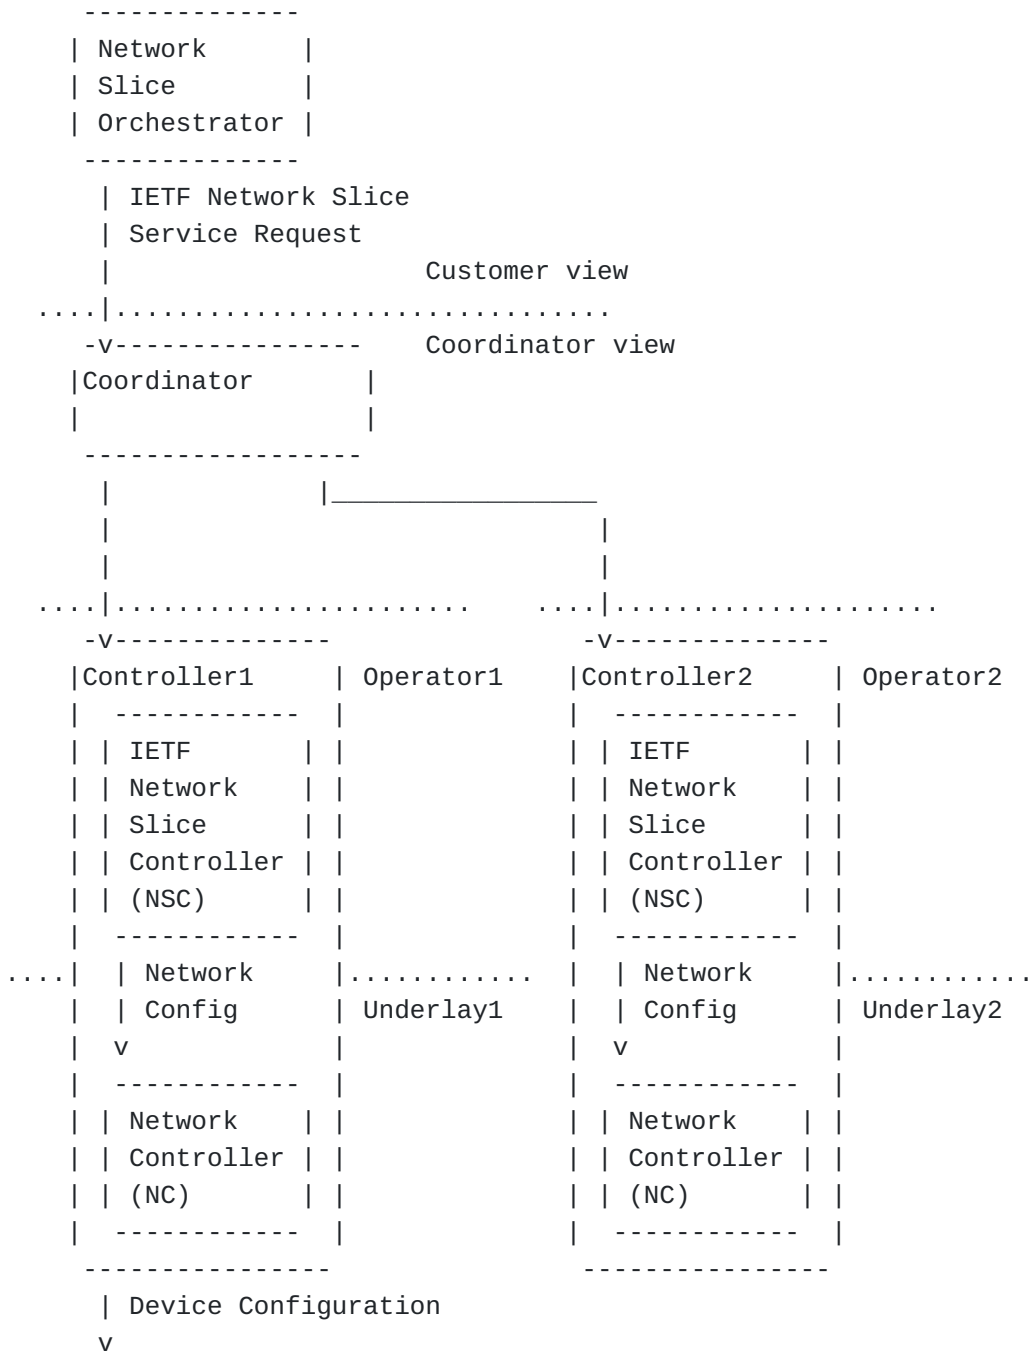 --------------
    | Network      |
    | Slice        |
    | Orchestrator |
     --------------
      | IETF Network Slice
      | Service Request
      |                    Customer view
  ....|................................
     -v----------------    Coordinator view
    |Coordinator       |
    |                  |
     ------------------
      |             |_________________
      |                               |
      |                               |
  ....|.......................    ....|.....................
     -v--------------                -v--------------
    |Controller1     | Operator1    |Controller2     | Operator2
    |  ------------  |              |  ------------  |
    | | IETF       | |              | | IETF       | |
    | | Network    | |              | | Network    | |
    | | Slice      | |              | | Slice      | |
    | | Controller | |              | | Controller | |
    | | (NSC)      | |              | | (NSC)      | |
    |  ------------  |              |  ------------  |
....|  | Network     |............  |  | Network     |............
    |  | Config      | Underlay1    |  | Config      | Underlay2
    |  v             |              |  v             |
    |  ------------  |              |  ------------  |
    | | Network    | |              | | Network    | |
    | | Controller | |              | | Controller | |
    | | (NC)       | |              | | (NC)       | |
    |  ------------  |              |  ------------  |
     ----------------                ----------------
      | Device Configuration
      v